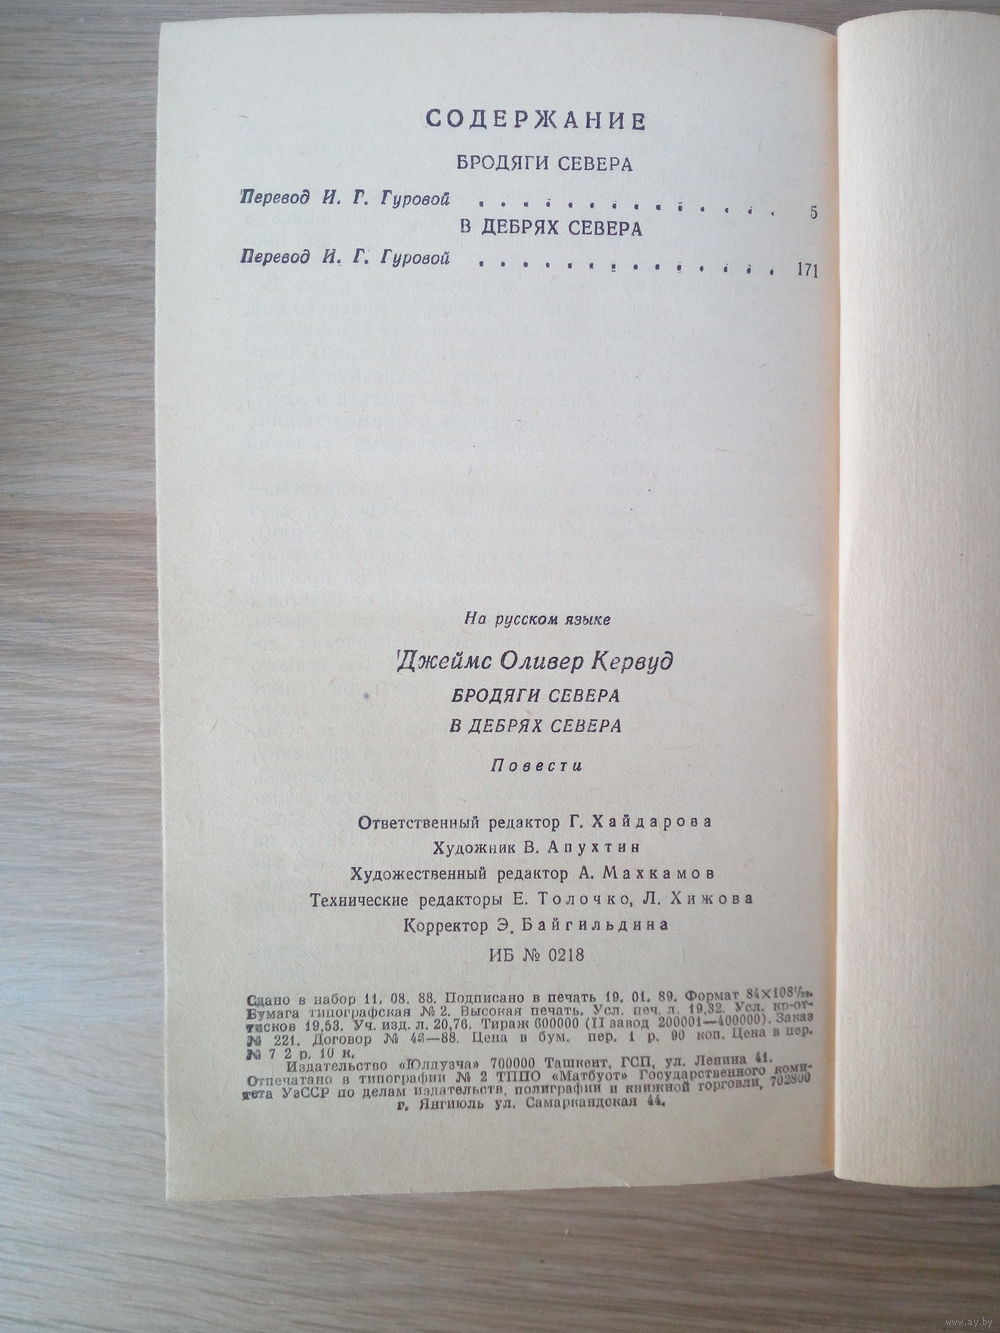 СОДЕРЖАНИЕ
БРОДЯГИ СЕВЕРА
Перевод И. Г. Гуровой . . . . . . . . . . . . . . 5
В ДЕБРЯХ СЕВЕРА
Перевод И. Г. Гуровой . . . . . . . . . . . . . . 171
На русском языке
Джеймс Оливер Кервуд
БРОДЯГИ СЕВЕРА
В ДЕБРЯХ СЕВЕРА
Повести
Ответственный редактор Г. Хайдарова
Художник В. Апухтин
Художественный редактор А. Махкамов
Технические редакторы Е. Толочко, Л. Хижова
Корректор Э. Байгильдина
ИБ № 0218
Сдано в набор 11. 08. 88. Подписано в печать 19. 01. 89. Формат 84×108¹/₃₂.
Бумага типографская № 2. Высокая печать. Усл. печ. л. 19,32. Усл. кр-от-
тисков 19,53. Уч. изд. л. 20,76. Тираж 600000 (II завод 200001—400000). Заказ
№ 221. Договор № 43—88. Цена в бум. пер. 1 р. 90 коп. Цена в пер.
№ 7 2 р. 10 к.
Издательство «Юлдузча» 700000 Ташкент, ГСП, ул. Ленина 41.
Отпечатано в типографии № 2 ТППО «Матбуот» Государственного коми-
тета УзССР по делам издательств, полиграфии и книжной торговли, 702800
г. Янгиюль ул. Самаркандская 44.
www.ay.by